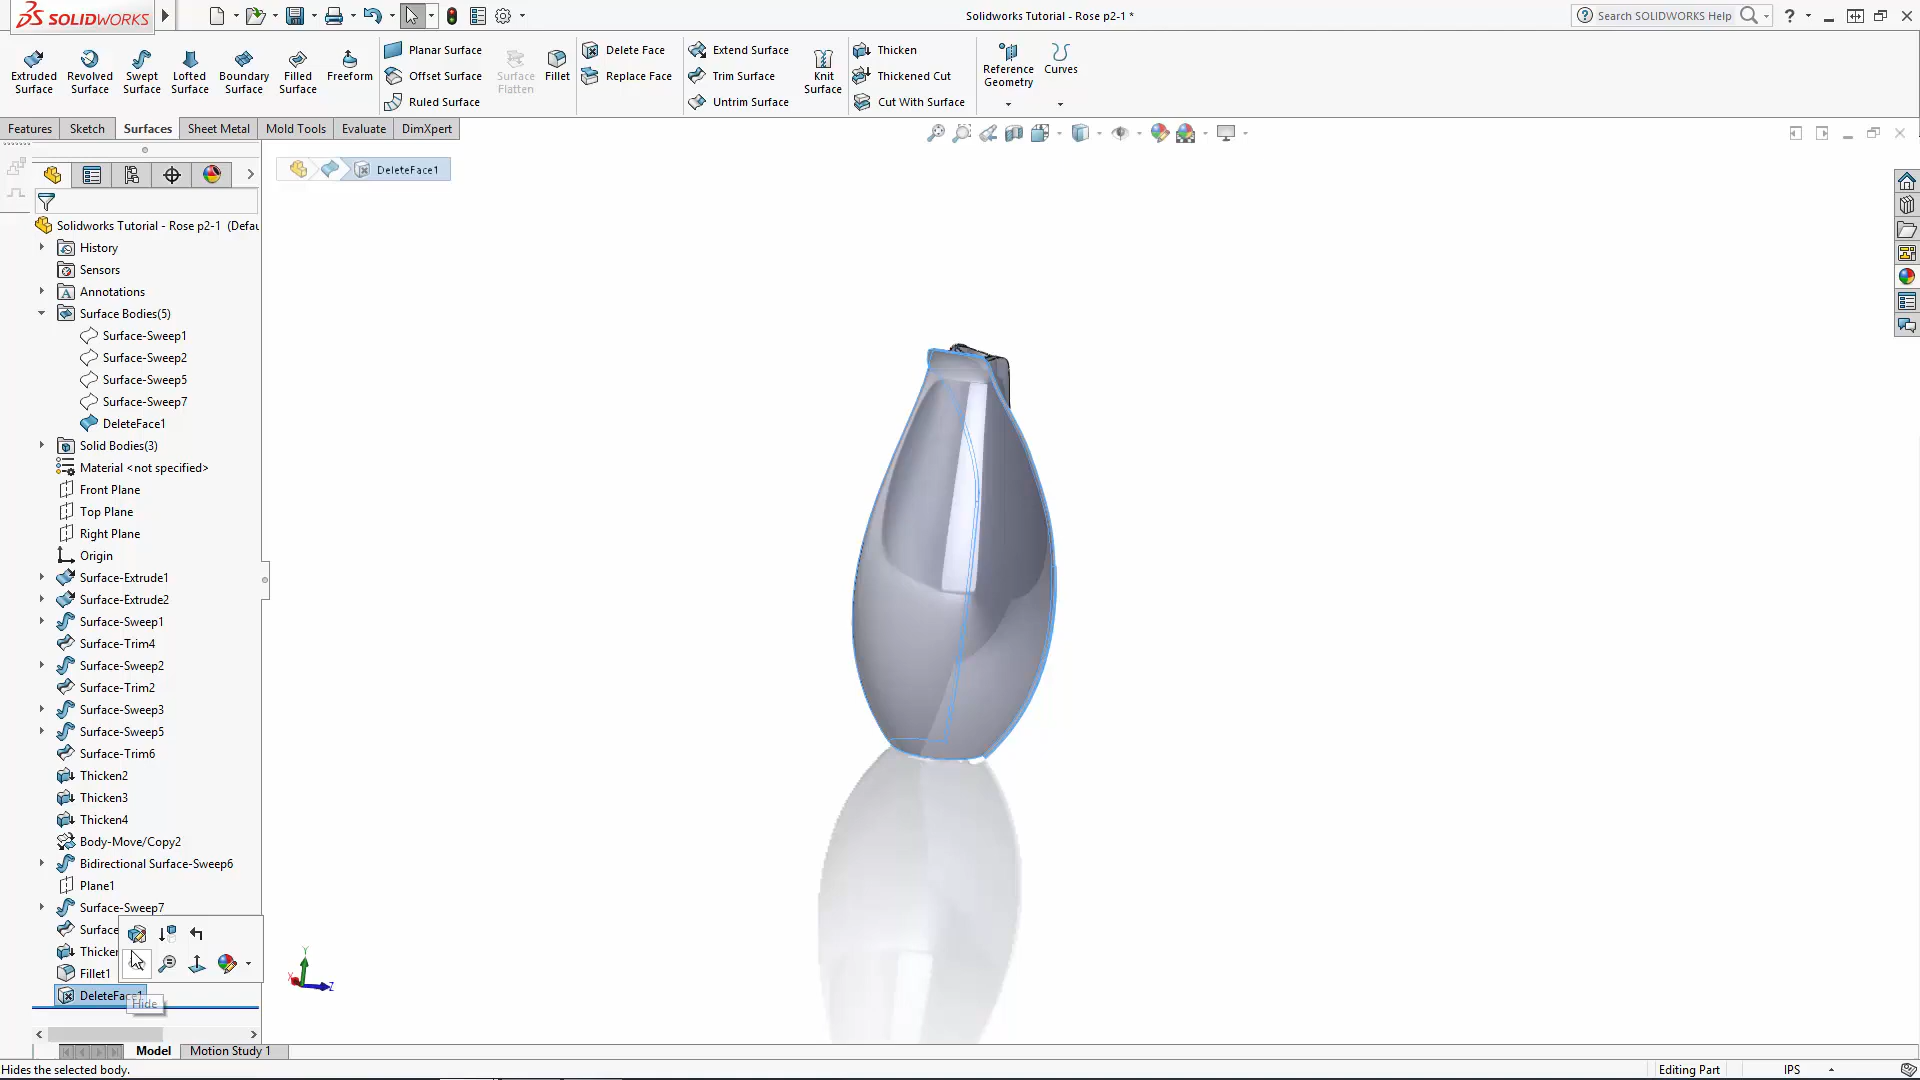 SOLIDWORKS
Solidworks Tutorial - Rose p2-1 *
Search SOLIDWORKS Help
Extruded Surface
Revolved Surface
Swept Surface
Lofted Surface
Boundary Surface
Filled Surface
Freeform
Planar Surface
Offset Surface
Ruled Surface
Surface Flatten
Fillet
Delete Face
Replace Face
Extend Surface
Trim Surface
Untrim Surface
Knit Surface
Thicken
Thickened Cut
Cut With Surface
Reference Geometry
Curves
Features
Sketch
Surfaces
Sheet Metal
Mold Tools
Evaluate
DimXpert
DeleteFace1
Solidworks Tutorial - Rose p2-1 (Defau
History
Sensors
Annotations
Surface Bodies(5)
Surface-Sweep1
Surface-Sweep2
Surface-Sweep5
Surface-Sweep7
DeleteFace1
Solid Bodies(3)
Material <not specified>
Front Plane
Top Plane
Right Plane
Origin
Surface-Extrude1
Surface-Extrude2
Surface-Sweep1
Surface-Trim4
Surface-Sweep2
Surface-Trim2
Surface-Sweep3
Surface-Sweep5
Surface-Trim6
Thicken2
Thicken3
Thicken4
Body-Move/Copy2
Bidirectional Surface-Sweep6
Plane1
Surface-Sweep7
Surface
Thicken
Fillet1
DeleteFace1
Hide
Y
X
Z
Model
Motion Study 1
Hides the selected body.
Editing Part
IPS